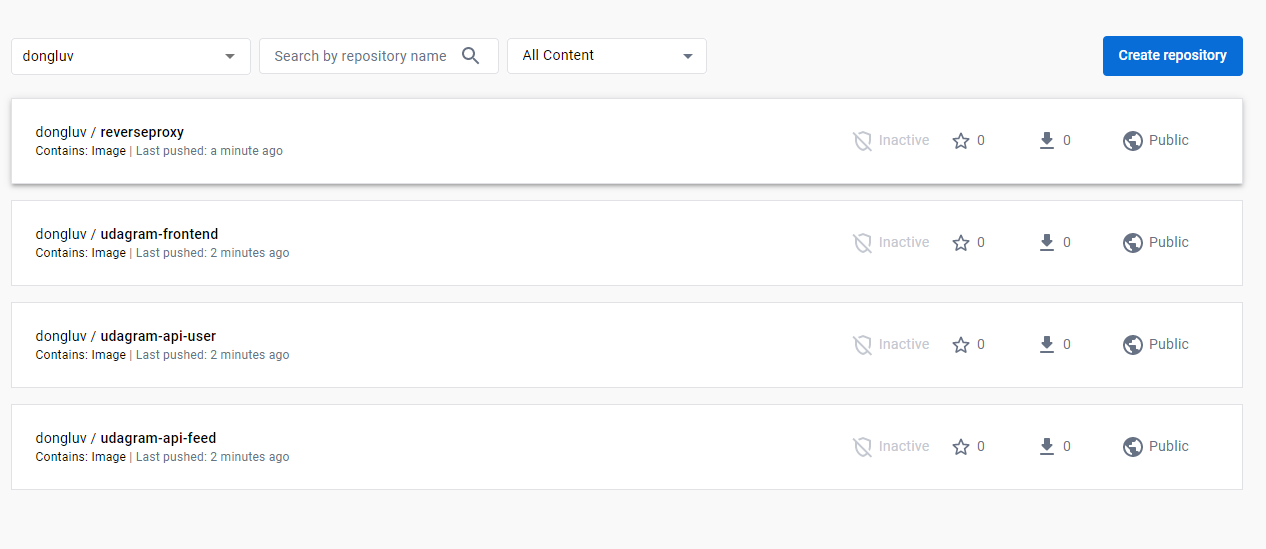 dongluv Search by repository name All Content Create repository
dongluv / reverseproxy
Contains: Image | Last pushed: a minute ago
Inactive 0 0 Public
dongluv / udagram-frontend
Contains: Image | Last pushed: 2 minutes ago
Inactive 0 0 Public
dongluv / udagram-api-user
Contains: Image | Last pushed: 2 minutes ago
Inactive 0 0 Public
dongluv / udagram-api-feed
Contains: Image | Last pushed: 2 minutes ago
Inactive 0 0 Public